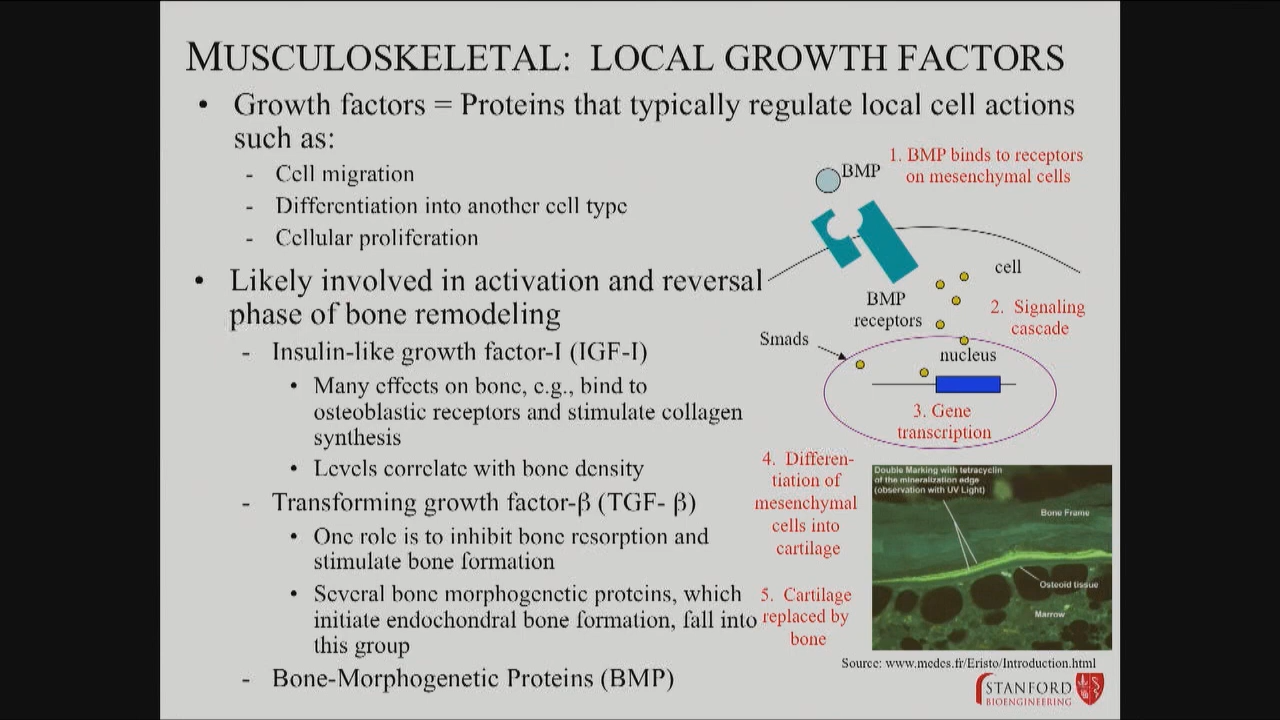 MUSCULOSKELETAL: LOCAL GROWTH FACTORS
• Growth factors = Proteins that typically regulate local cell actions
such as:
- Cell migration
- Differentiation into another cell type
- Cellular proliferation
• Likely involved in activation and reversal
phase of bone remodeling
- Insulin-like growth factor-I (IGF-I)
• Many effects on bone, e.g., bind to
osteoblastic receptors and stimulate collagen
synthesis
• Levels correlate with bone density
- Transforming growth factor-β (TGF- β)
• One role is to inhibit bone resorption and
stimulate bone formation
• Several bone morphogenetic proteins, which
initiate endochondral bone formation, fall into
this group
- Bone-Morphogenetic Proteins (BMP)
BMP
1. BMP binds to receptors
on mesenchymal cells
cell
BMP
receptors
2. Signaling
cascade
Smads
nucleus
3. Gene
transcription
4. Differen-
tiation of
mesenchymal
cells into
cartilage
5. Cartilage
replaced by
bone
Double Marking with tetracyclin
of the mineralization edge
(observation with UV Light)
Bone Frame
Osteoid tissue
Marrow
Source: www.medes.fr/Eristo/Introduction.html
STANFORD
BIOENGINEERING